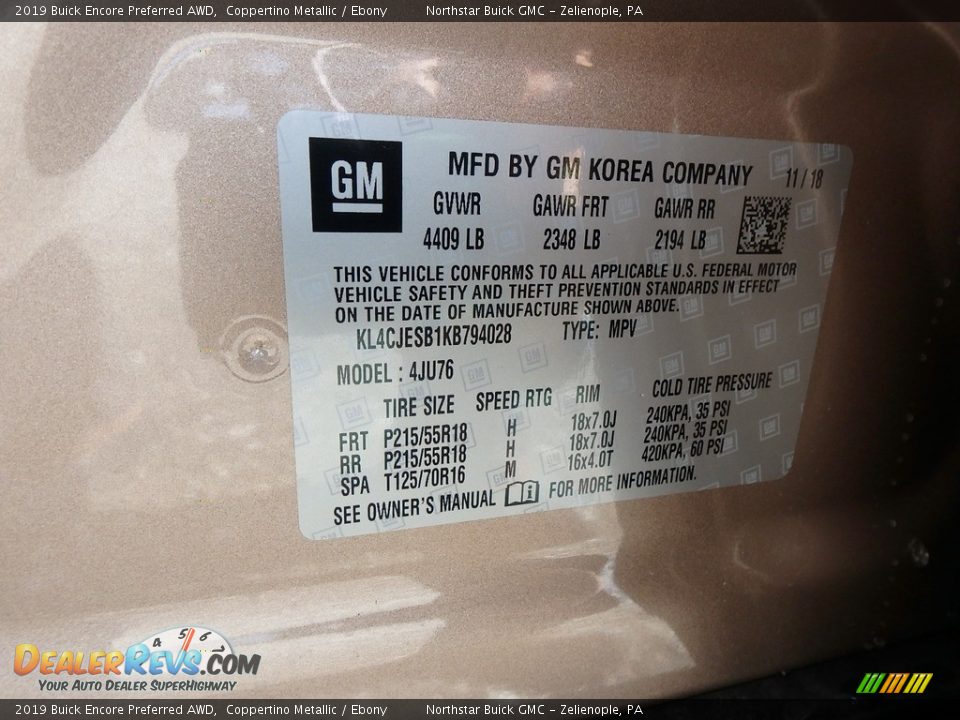 2019 Buick Encore Preferred AWD, Coppertino Metallic / Ebony Northstar Buick GMC - Zelienople, PA
GM MFD BY GM KOREA COMPANY 11 / 18
GVWR GAWR FRT GAWR RR
4409 LB 2348 LB 2194 LB
THIS VEHICLE CONFORMS TO ALL APPLICABLE U.S. FEDERAL MOTOR
VEHICLE SAFETY AND THEFT PREVENTION STANDARDS IN EFFECT
ON THE DATE OF MANUFACTURE SHOWN ABOVE.
KL4CJESB1KB794028 TYPE: MPV
MODEL : 4JU76
TIRE SIZE SPEED RTG RIM COLD TIRE PRESSURE
FRT P215/55R18 H 18x7.0J 240KPA, 35 PSI
RR P215/55R18 H 18x7.0J 240KPA, 35 PSI
SPA T125/70R16 M 16x4.0T 420KPA, 60 PSI
SEE OWNER'S MANUAL FOR MORE INFORMATION.
4 5 6
DEALERREVS.COM
YOUR AUTO DEALER SUPERHIGHWAY
2019 Buick Encore Preferred AWD, Coppertino Metallic / Ebony Northstar Buick GMC - Zelienople, PA